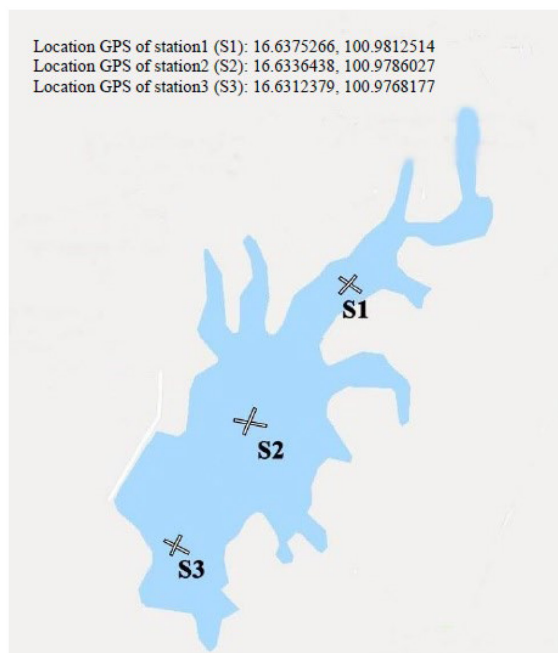 Location GPS of station1 (S1): 16.6375266, 100.9812514
Location GPS of station2 (S2): 16.6336438, 100.9786027
Location GPS of station3 (S3): 16.6312379, 100.9768177
S1
S2
S3